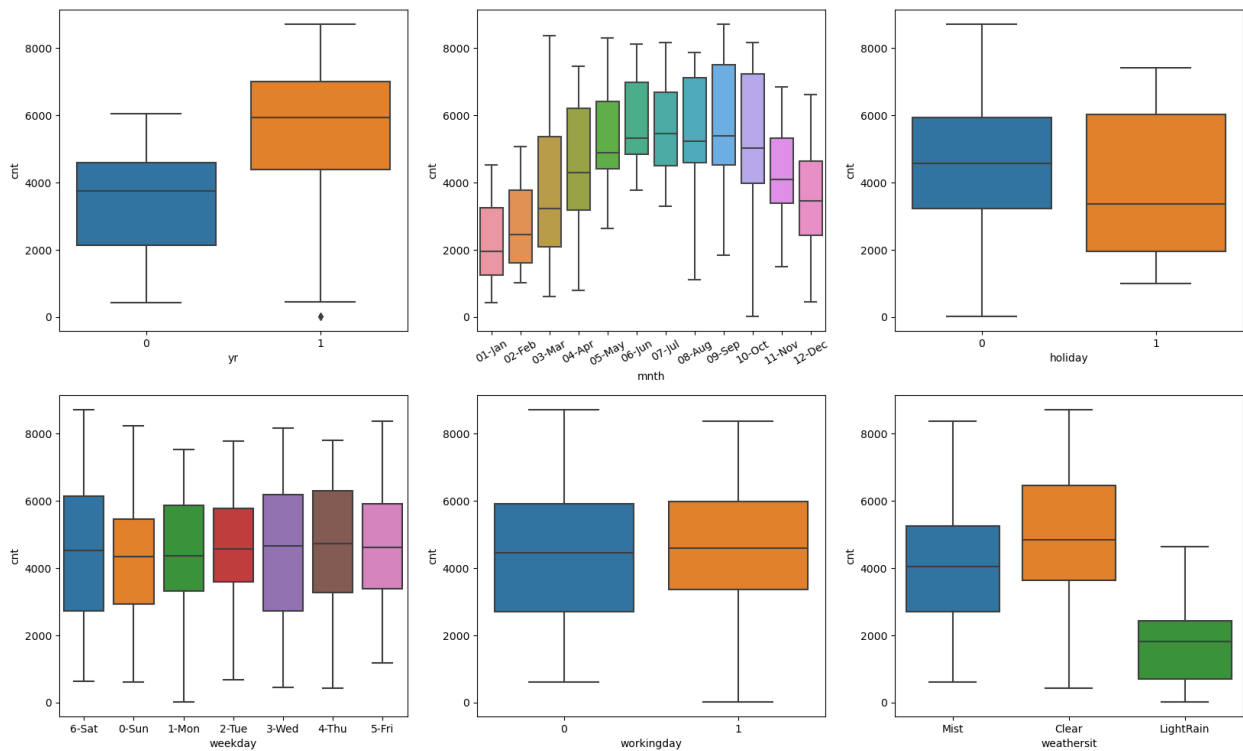 cnt
8000
6000
4000
2000
0
0 1
yr
cnt
8000
6000
4000
2000
0
01-Jan 02-Feb 03-Mar 04-Apr 05-May 06-Jun 07-Jul 08-Aug 09-Sep 10-Oct 11-Nov 12-Dec
mnth
cnt
8000
6000
4000
2000
0
0 1
holiday
cnt
8000
6000
4000
2000
0
6-Sat 0-Sun 1-Mon 2-Tue 3-Wed 4-Thu 5-Fri
weekday
cnt
8000
6000
4000
2000
0
0 1
workingday
cnt
8000
6000
4000
2000
0
Mist Clear LightRain
weathersit